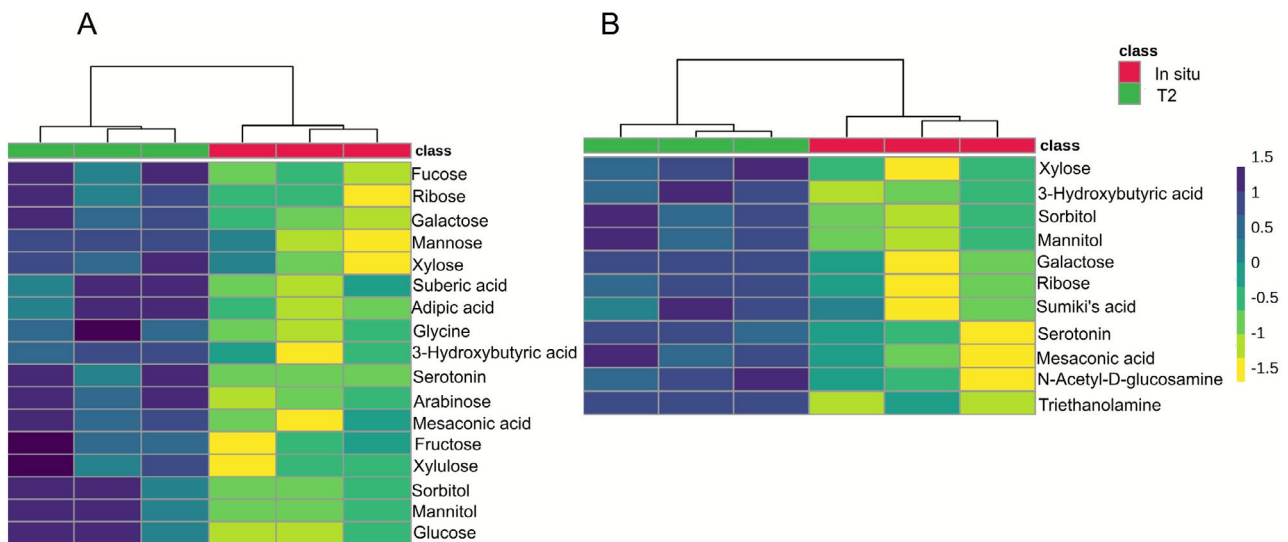 A
B
class
In situ
T2
class
Fucose
Ribose
Galactose
Mannose
Xylose
Suberic acid
Adipic acid
Glycine
3-Hydroxybutyric acid
Serotonin
Arabinose
Mesaconic acid
Fructose
Xylulose
Sorbitol
Mannitol
Glucose
class
Xylose
3-Hydroxybutyric acid
Sorbitol
Mannitol
Galactose
Ribose
Sumiki's acid
Serotonin
Mesaconic acid
N-Acetyl-D-glucosamine
Triethanolamine
1.5
1
0.5
0
-0.5
-1
-1.5